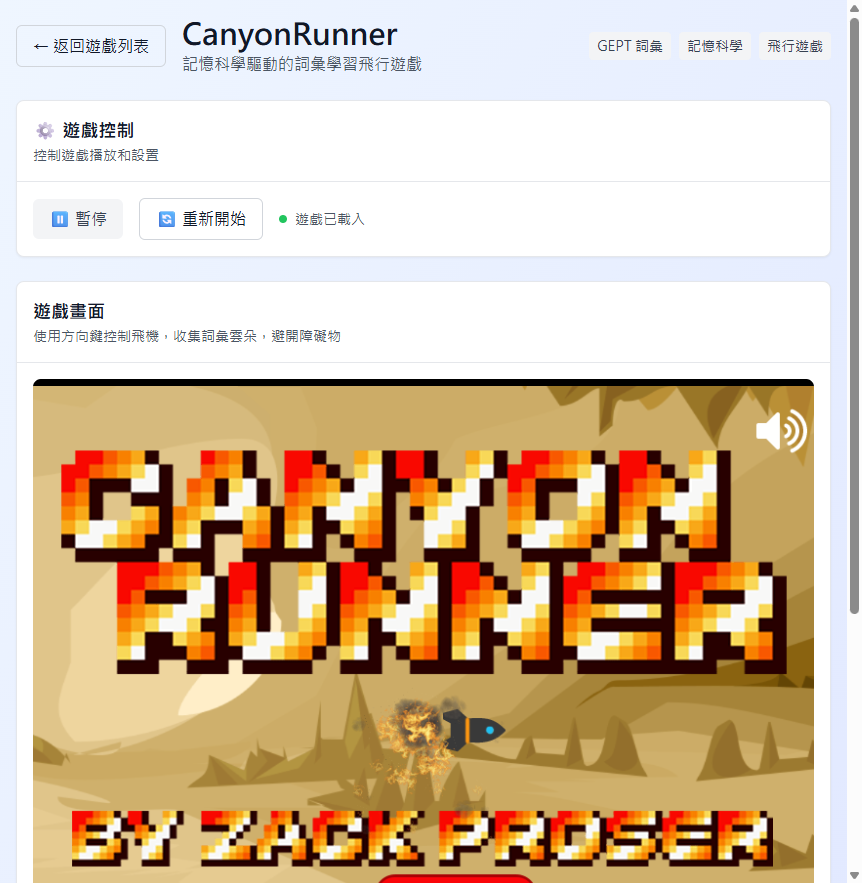 ← 返回遊戲列表
CanyonRunner
記憶科學驅動的詞彙學習飛行遊戲
GEPT 詞彙
記憶科學
飛行遊戲
遊戲控制
控制遊戲播放和設置
暫停
重新開始
遊戲已載入
遊戲畫面
使用方向鍵控制飛機，收集詞彙雲朵，避開障礙物
CANYON
RUNNER
BY ZACK PROSER